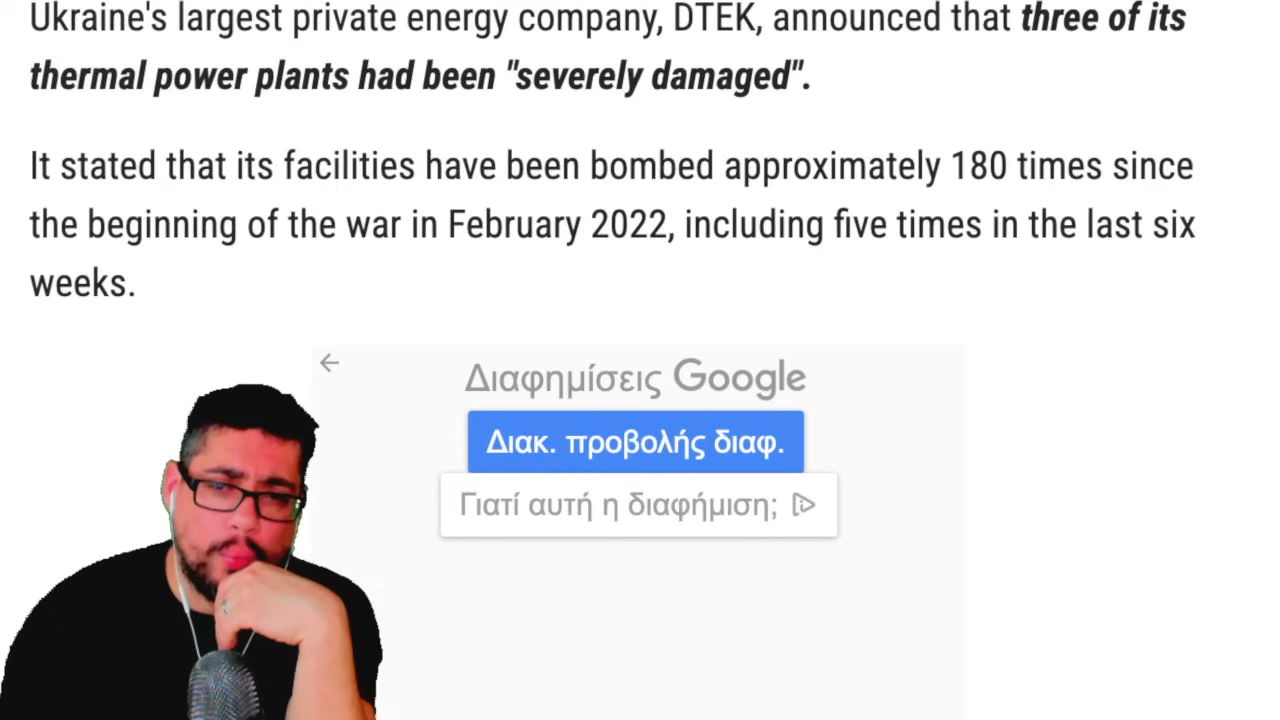 Ukraine's largest private energy company, DTEK, announced that three of its
thermal power plants had been "severely damaged".
It stated that its facilities have been bombed approximately 180 times since
the beginning of the war in February 2022, including five times in the last six
weeks.
Διαφημίσεις Google
Διακ. προβολής διαφ.
Γιατί αυτή η διαφήμιση;